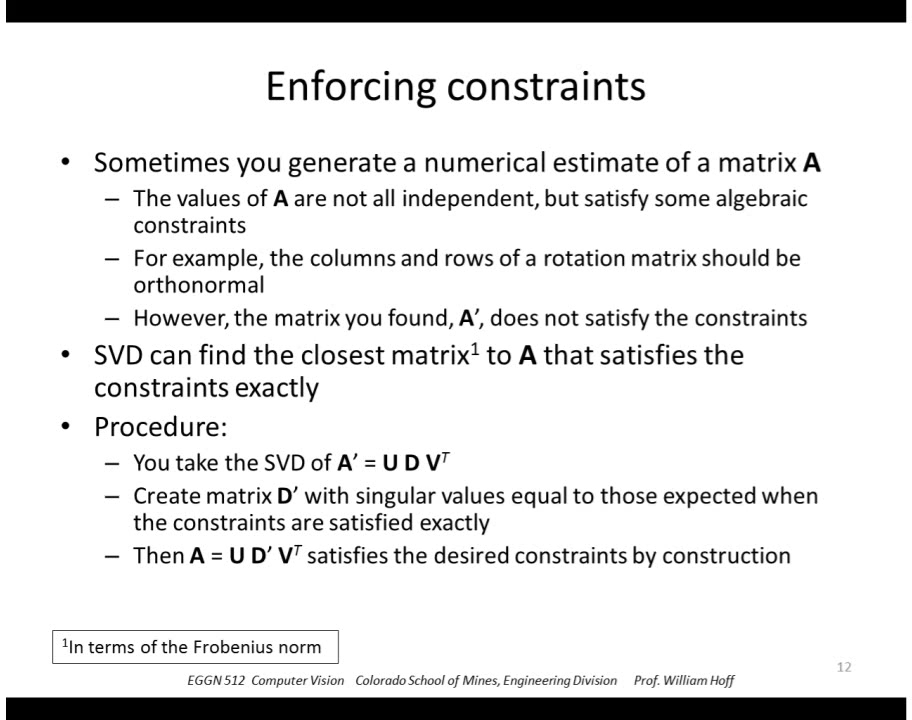 Enforcing constraints
• Sometimes you generate a numerical estimate of a matrix A
– The values of A are not all independent, but satisfy some algebraic
constraints
– For example, the columns and rows of a rotation matrix should be
orthonormal
– However, the matrix you found, A’, does not satisfy the constraints
• SVD can find the closest matrix¹ to A that satisfies the
constraints exactly
• Procedure:
– You take the SVD of A’ = U D Vᵀ
– Create matrix D’ with singular values equal to those expected when
the constraints are satisfied exactly
– Then A = U D’ Vᵀ satisfies the desired constraints by construction
¹In terms of the Frobenius norm
12
EGGN 512 Computer Vision Colorado School of Mines, Engineering Division Prof. William Hoff